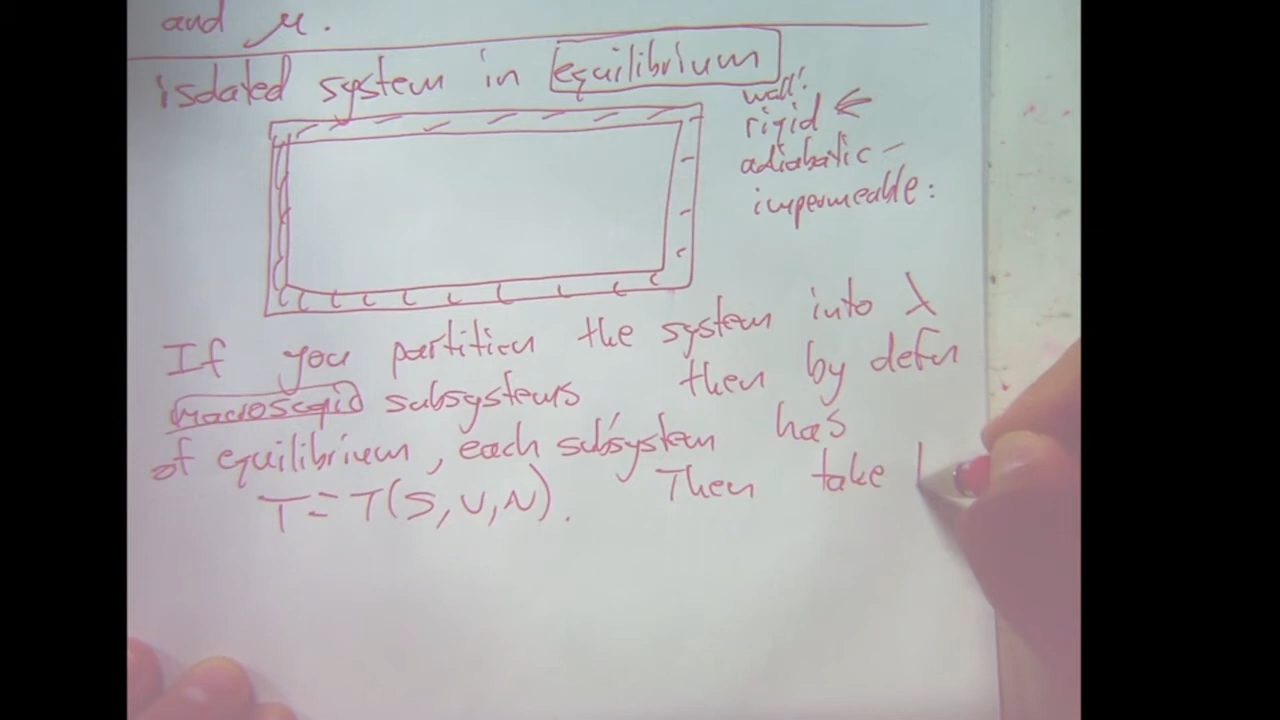 and μ.
isolated system in equilibrium
wall:
rigid ←
adiabatic –
impermeable:
If you partition the system into λ
macroscopic subsystems then by defn
of equilibrium, each subsystem has
T = T(S, V, N). Then take